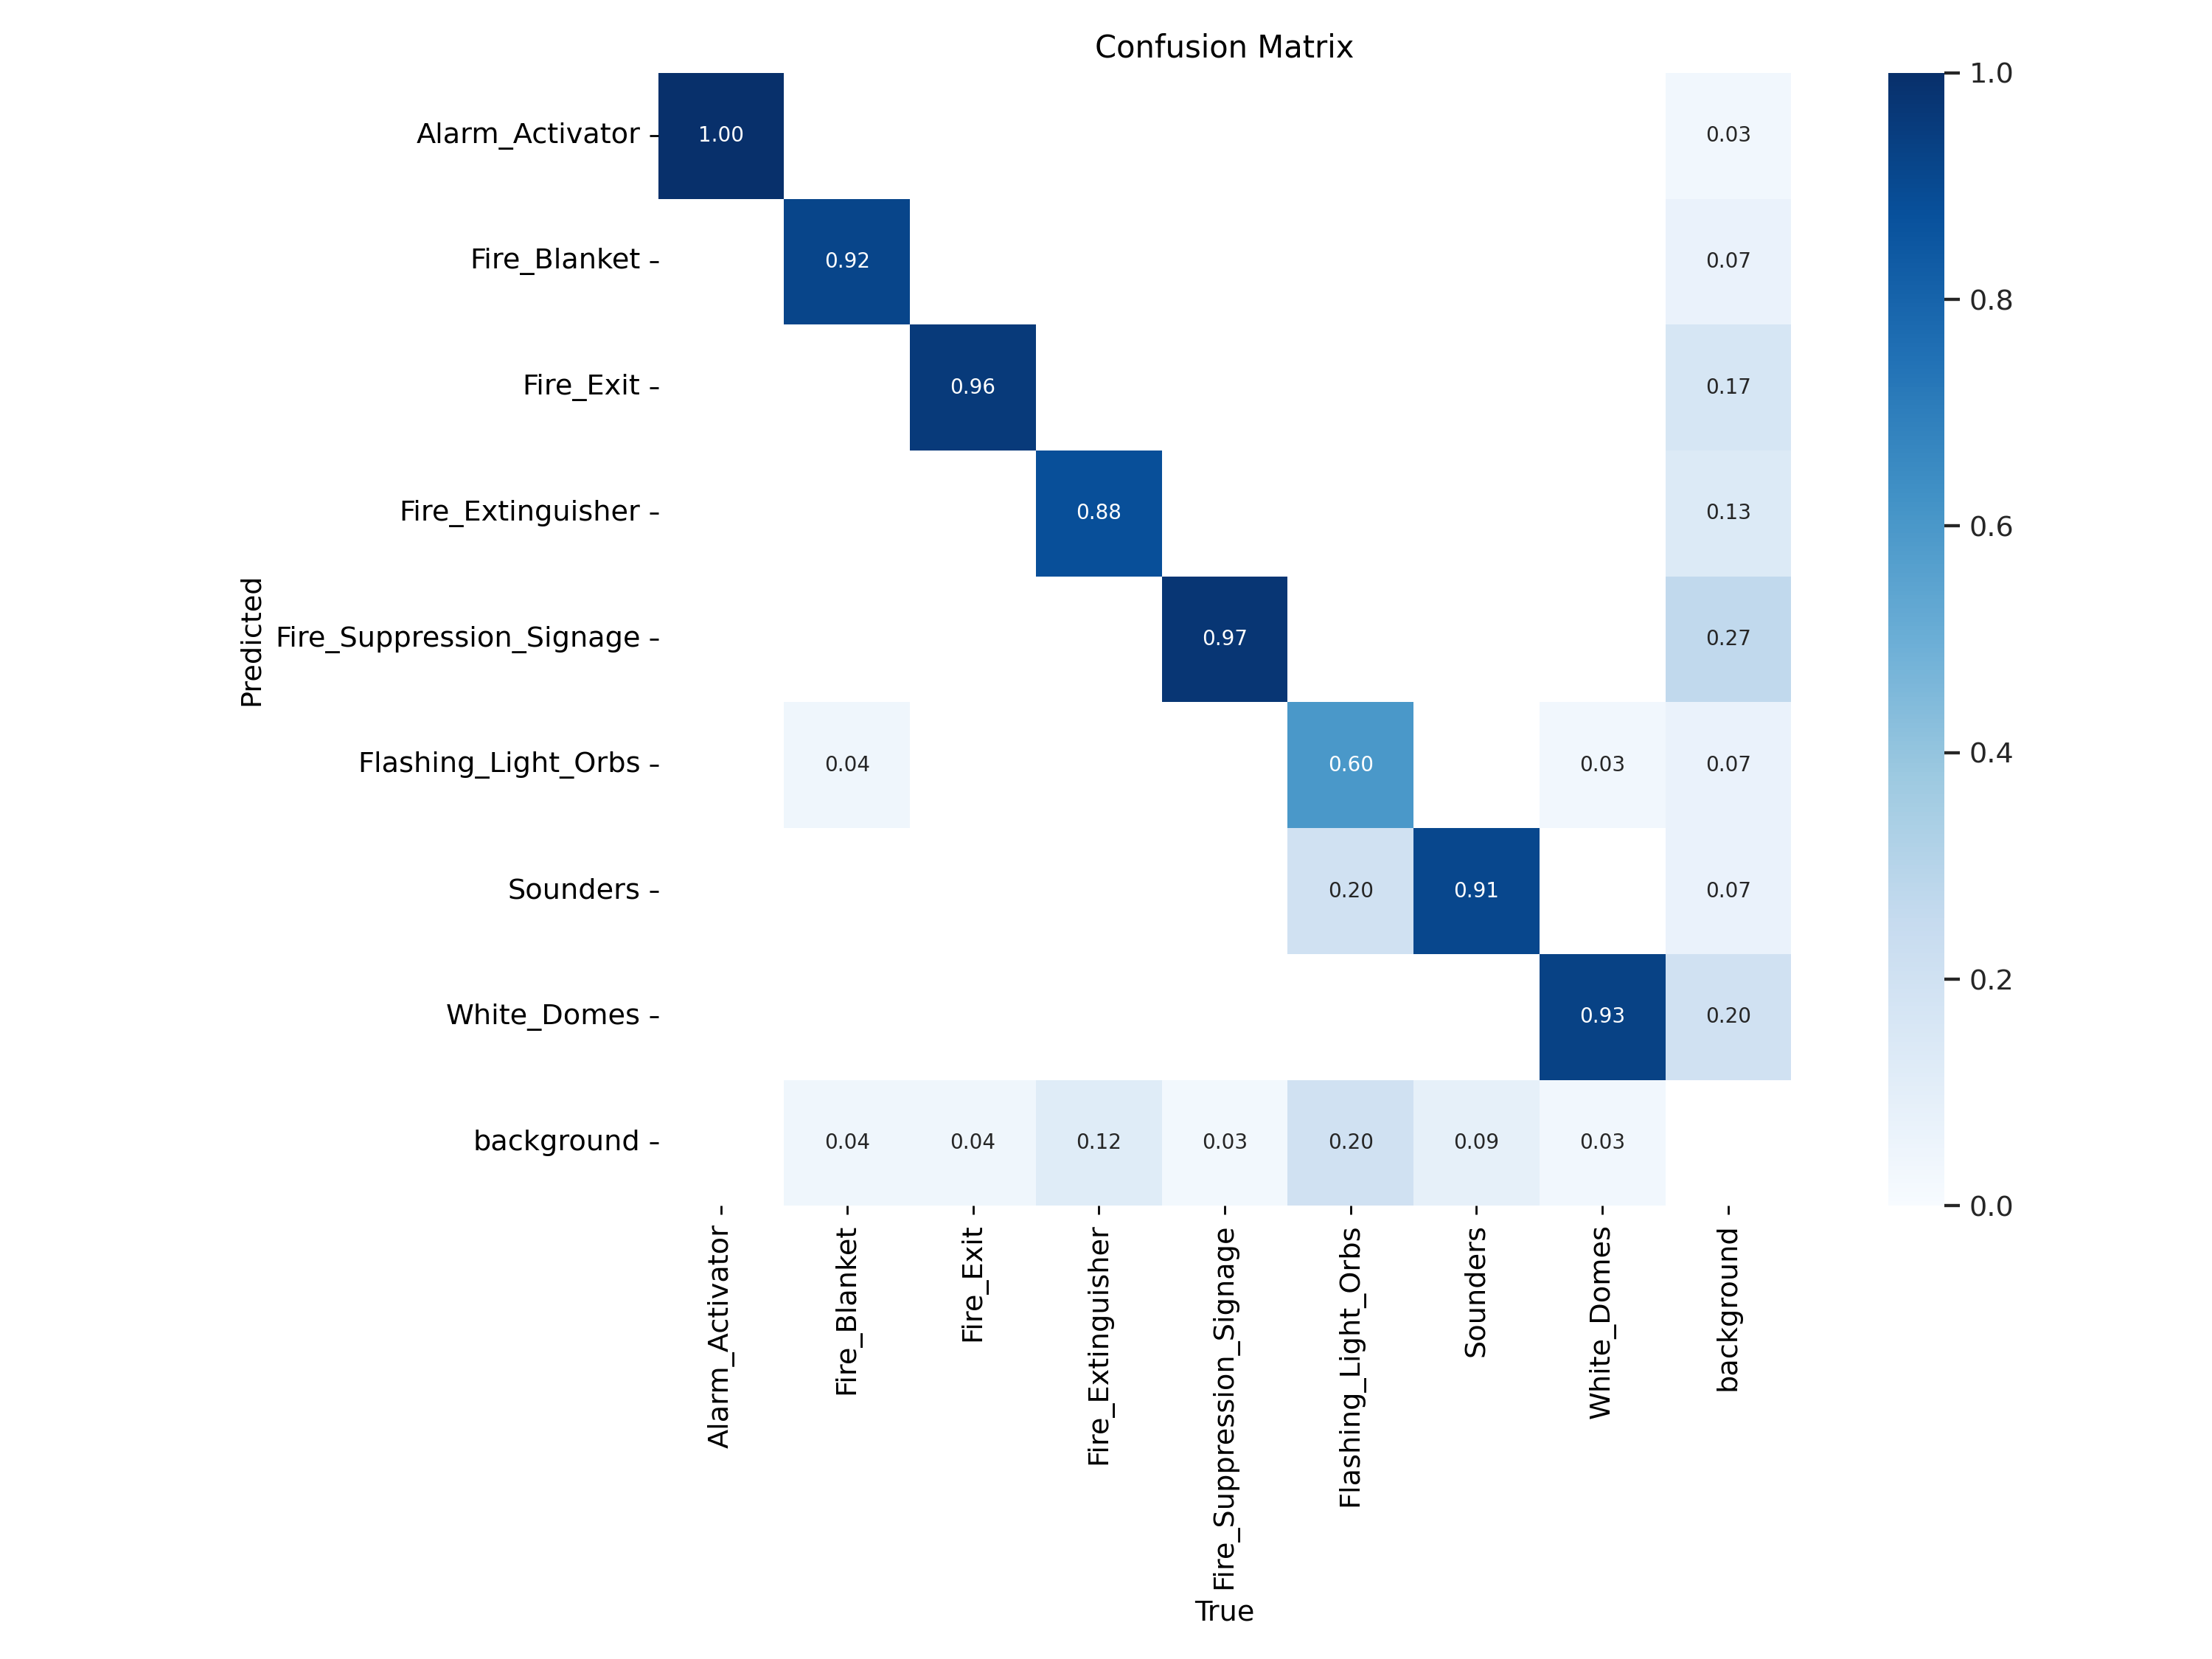 Confusion Matrix
Alarm_Activator 1.00 0.03
Fire_Blanket 0.92 0.07
Fire_Exit 0.96 0.17
Fire_Extinguisher 0.88 0.13
Fire_Suppression_Signage 0.97 0.27
Flashing_Light_Orbs 0.04 0.60 0.03 0.07
Sounders 0.20 0.91 0.07
White_Domes 0.93 0.20
background 0.04 0.04 0.12 0.03 0.20 0.09 0.03
Predicted
Alarm_Activator
Fire_Blanket
Fire_Exit
Fire_Extinguisher
Fire_Suppression_Signage
Flashing_Light_Orbs
Sounders
White_Domes
background
True
1.0
0.8
0.6
0.4
0.2
0.0